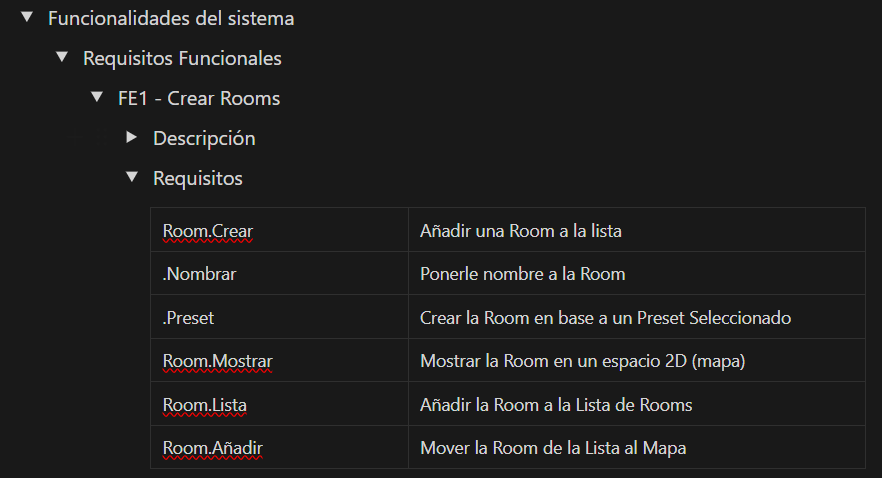 Funcionalidades del sistema
Requisitos Funcionales
FE1 - Crear Rooms
Descripción
Requisitos
Room.Crear Añadir una Room a la lista
.Nombrar Ponerle nombre a la Room
.Preset Crear la Room en base a un Preset Seleccionado
Room.Mostrar Mostrar la Room en un espacio 2D (mapa)
Room.Lista Añadir la Room a la Lista de Rooms
Room.Añadir Mover la Room de la Lista al Mapa